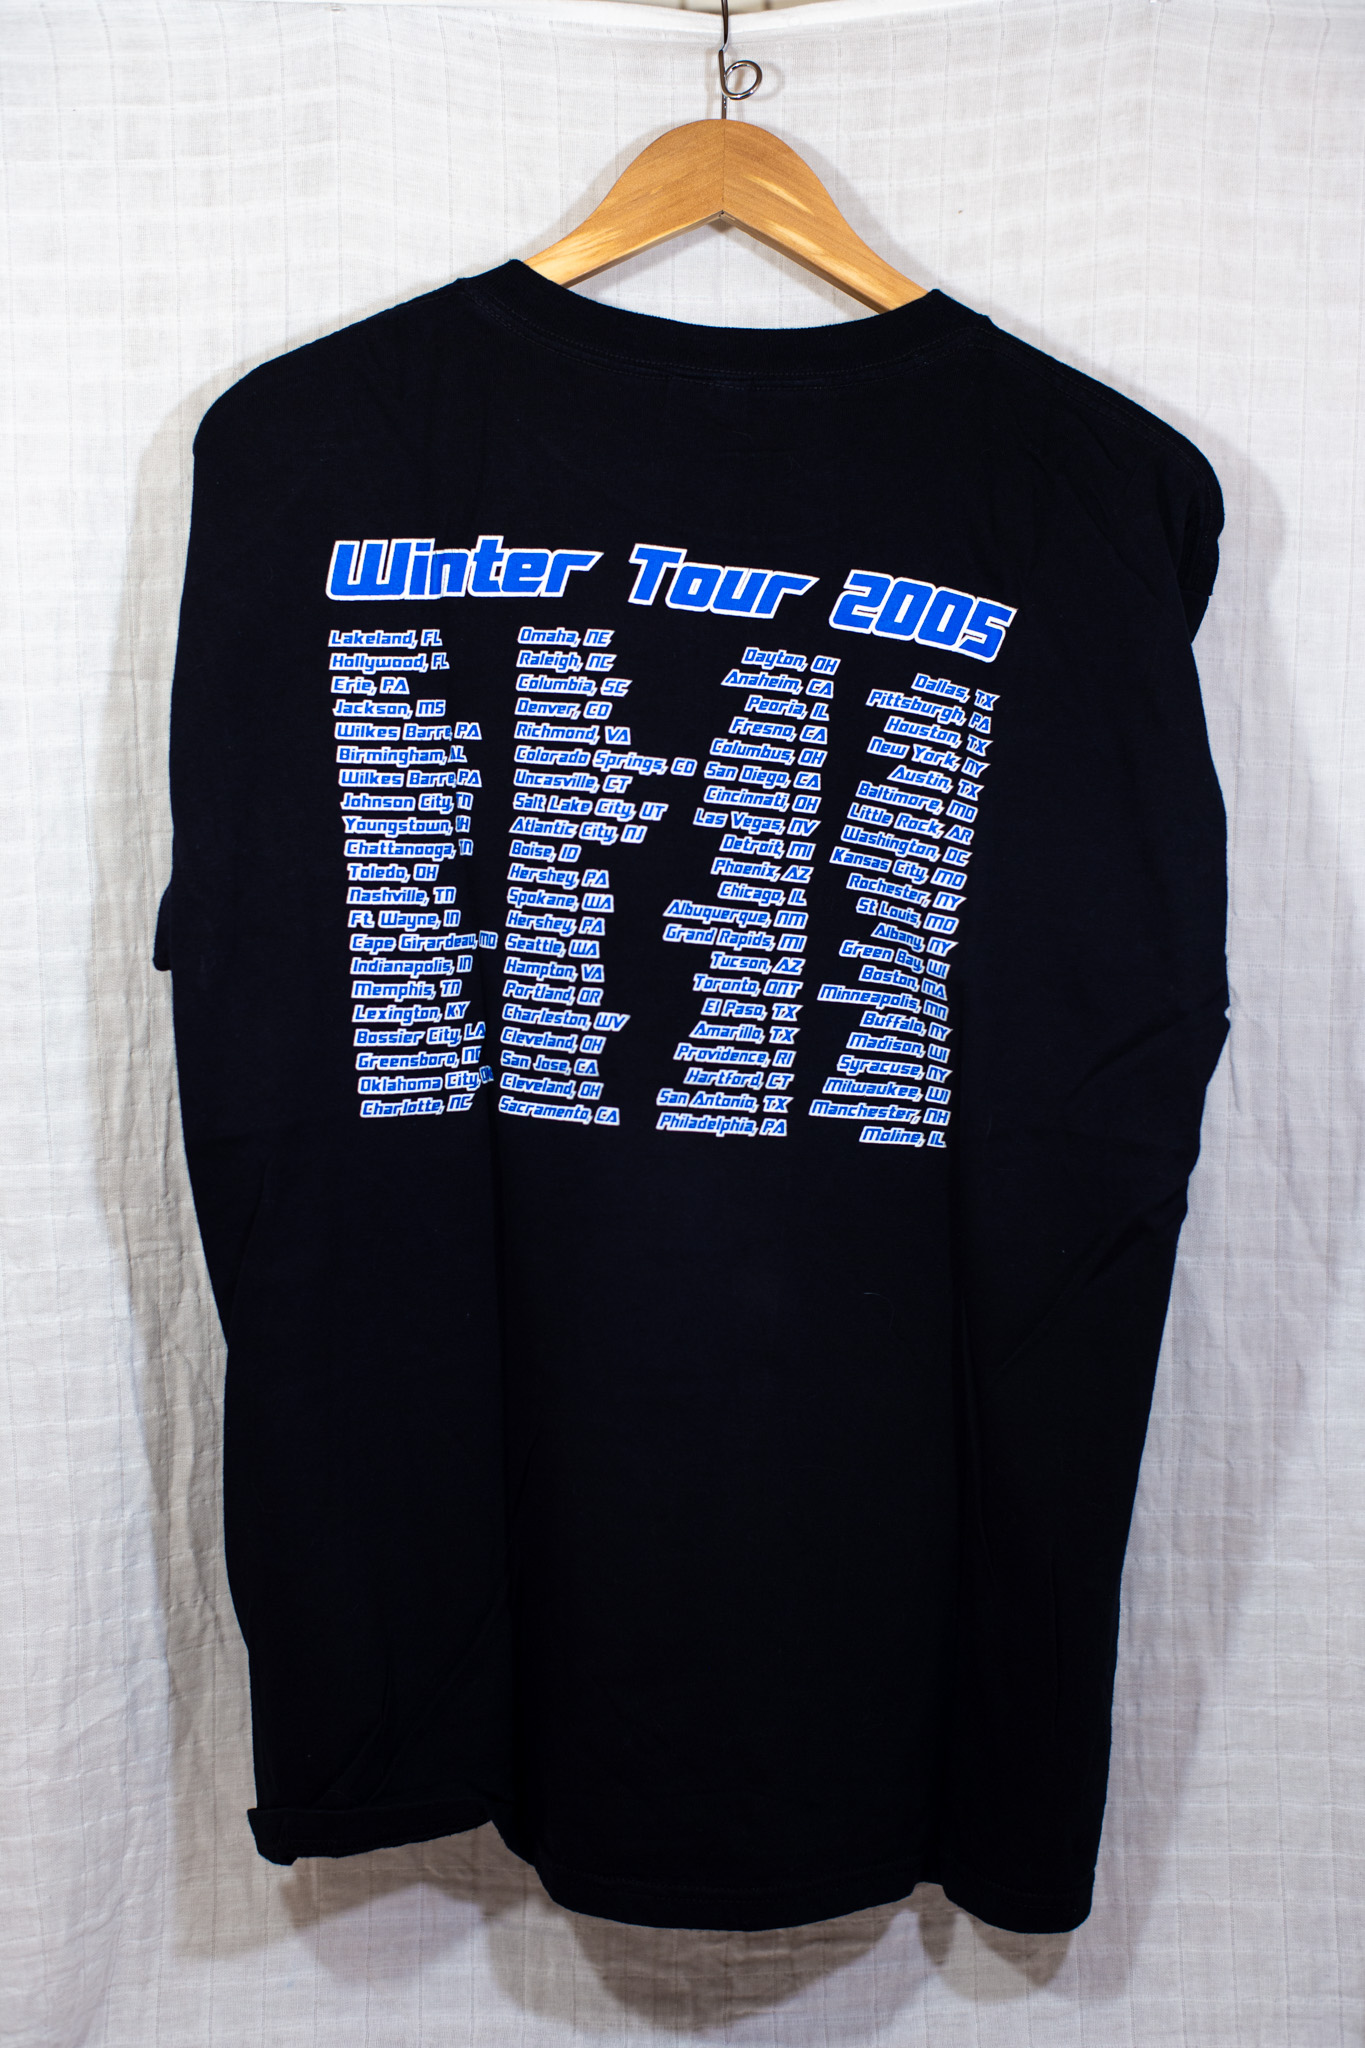 Winter Tour 2005
Lakeland, FL
Hollywood, FL
Erie, PA
Jackson, MS
Wilkes Barre, PA
Birmingham, AL
Wilkes Barre, PA
Johnson City, TN
Youngstown, OH
Chattanooga, TN
Toledo, OH
Nashville, TN
Ft. Wayne, IN
Cape Girardeau, MO
Indianapolis, IN
Memphis, TN
Lexington, KY
Bossier City, LA
Greensboro, NC
Oklahoma City, OK
Charlotte, NC
Omaha, NE
Raleigh, NC
Columbia, SC
Denver, CO
Richmond, VA
Colorado Springs, CO
Uncasville, CT
Salt Lake City, UT
Atlantic City, NJ
Boise, ID
Hershey, PA
Spokane, WA
Hershey, PA
Seattle, WA
Hampton, VA
Portland, OR
Charleston, WV
Cleveland, OH
San Jose, CA
Cleveland, OH
Sacramento, CA
Dayton, OH
Anaheim, CA
Peoria, IL
Fresno, CA
Columbus, OH
San Diego, CA
Cincinnati, OH
Las Vegas, NV
Detroit, MI
Phoenix, AZ
Chicago, IL
Albuquerque, NM
Grand Rapids, MI
Tucson, AZ
Toronto, ONT
El Paso, TX
Amarillo, TX
Providence, RI
Hartford, CT
San Antonio, TX
Philadelphia, PA
Dallas, TX
Pittsburgh, PA
Houston, TX
New York, NY
Austin, TX
Baltimore, MD
Little Rock, AR
Washington, DC
Kansas City, MO
Rochester, NY
St Louis, MO
Albany, NY
Green Bay, WI
Boston, MA
Minneapolis, MN
Buffalo, NY
Madison, WI
Syracuse, NY
Milwaukee, WI
Manchester, NH
Moline, IL